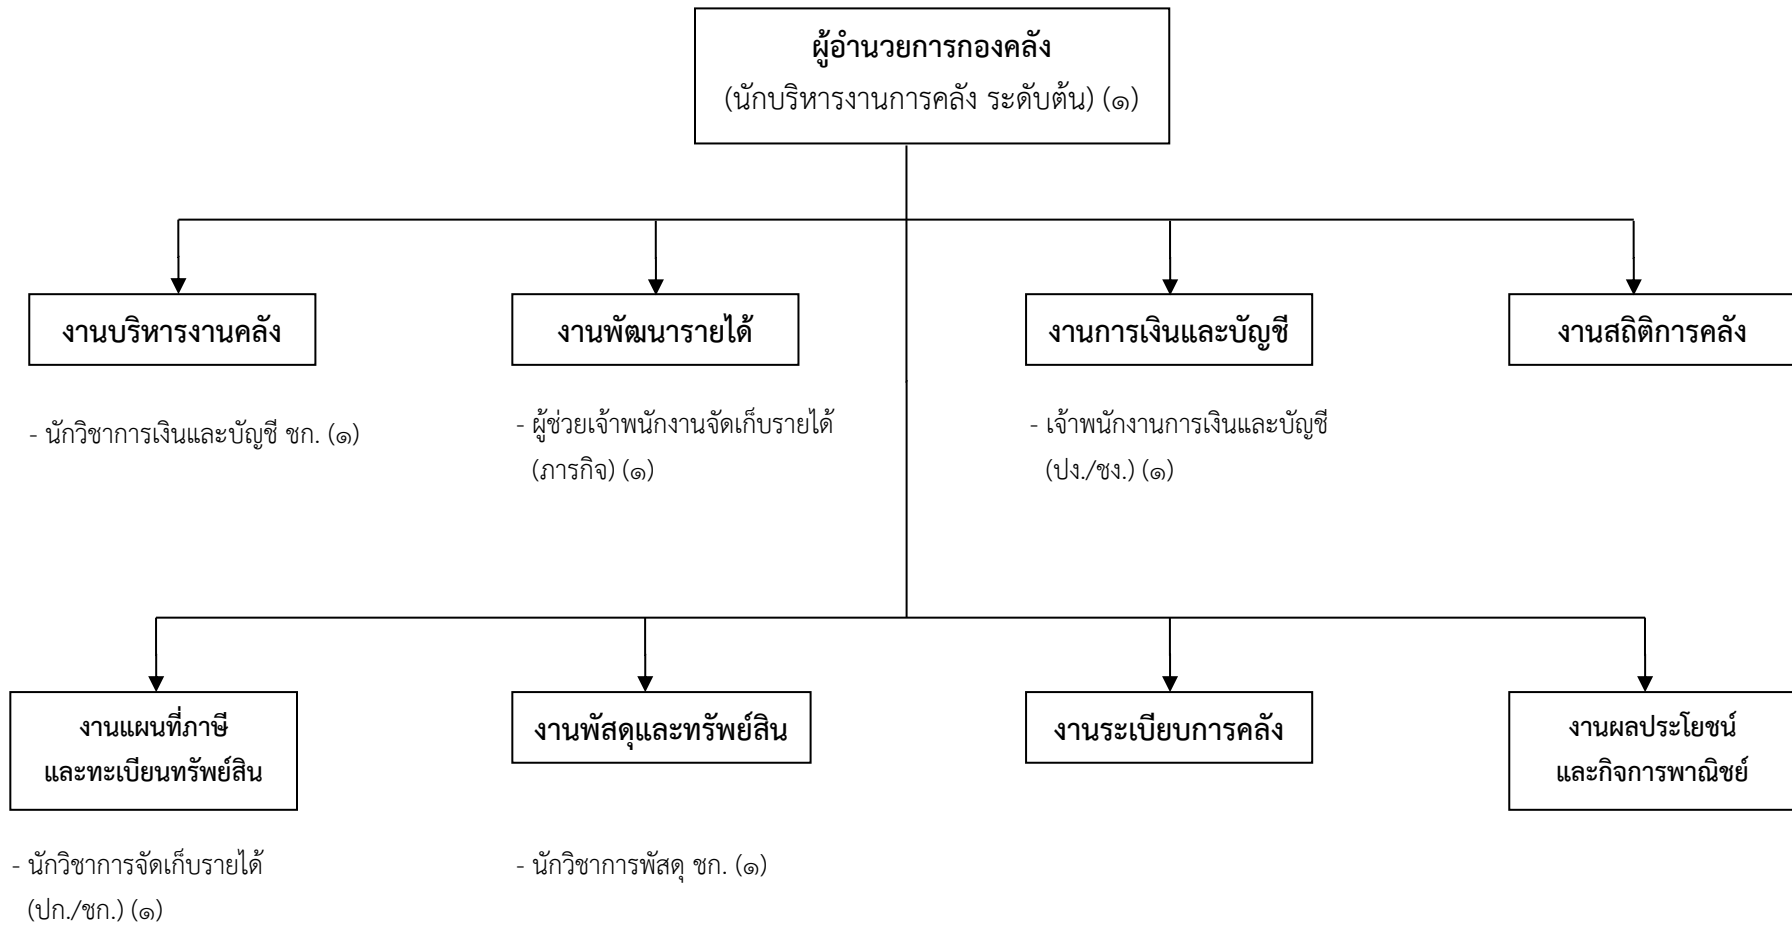 ผู้อำนวยการกองคลัง
(นักบริหารงานการคลัง ระดับต้น) (๑)
งานบริหารงานคลัง
งานพัฒนารายได้
งานการเงินและบัญชี
งานสถิติการคลัง
- นักวิชาการเงินและบัญชี ชก. (๑)
- ผู้ช่วยเจ้าพนักงานจัดเก็บรายได้
(ภารกิจ) (๑)
- เจ้าพนักงานการเงินและบัญชี
(ปง./ชง.) (๑)
งานแผนที่ภาษี
และทะเบียนทรัพย์สิน
งานพัสดุและทรัพย์สิน
งานระเบียบการคลัง
งานผลประโยชน์
และกิจการพาณิชย์
- นักวิชาการจัดเก็บรายได้
(ปก./ชก.) (๑)
- นักวิชาการพัสดุ ชก. (๑)